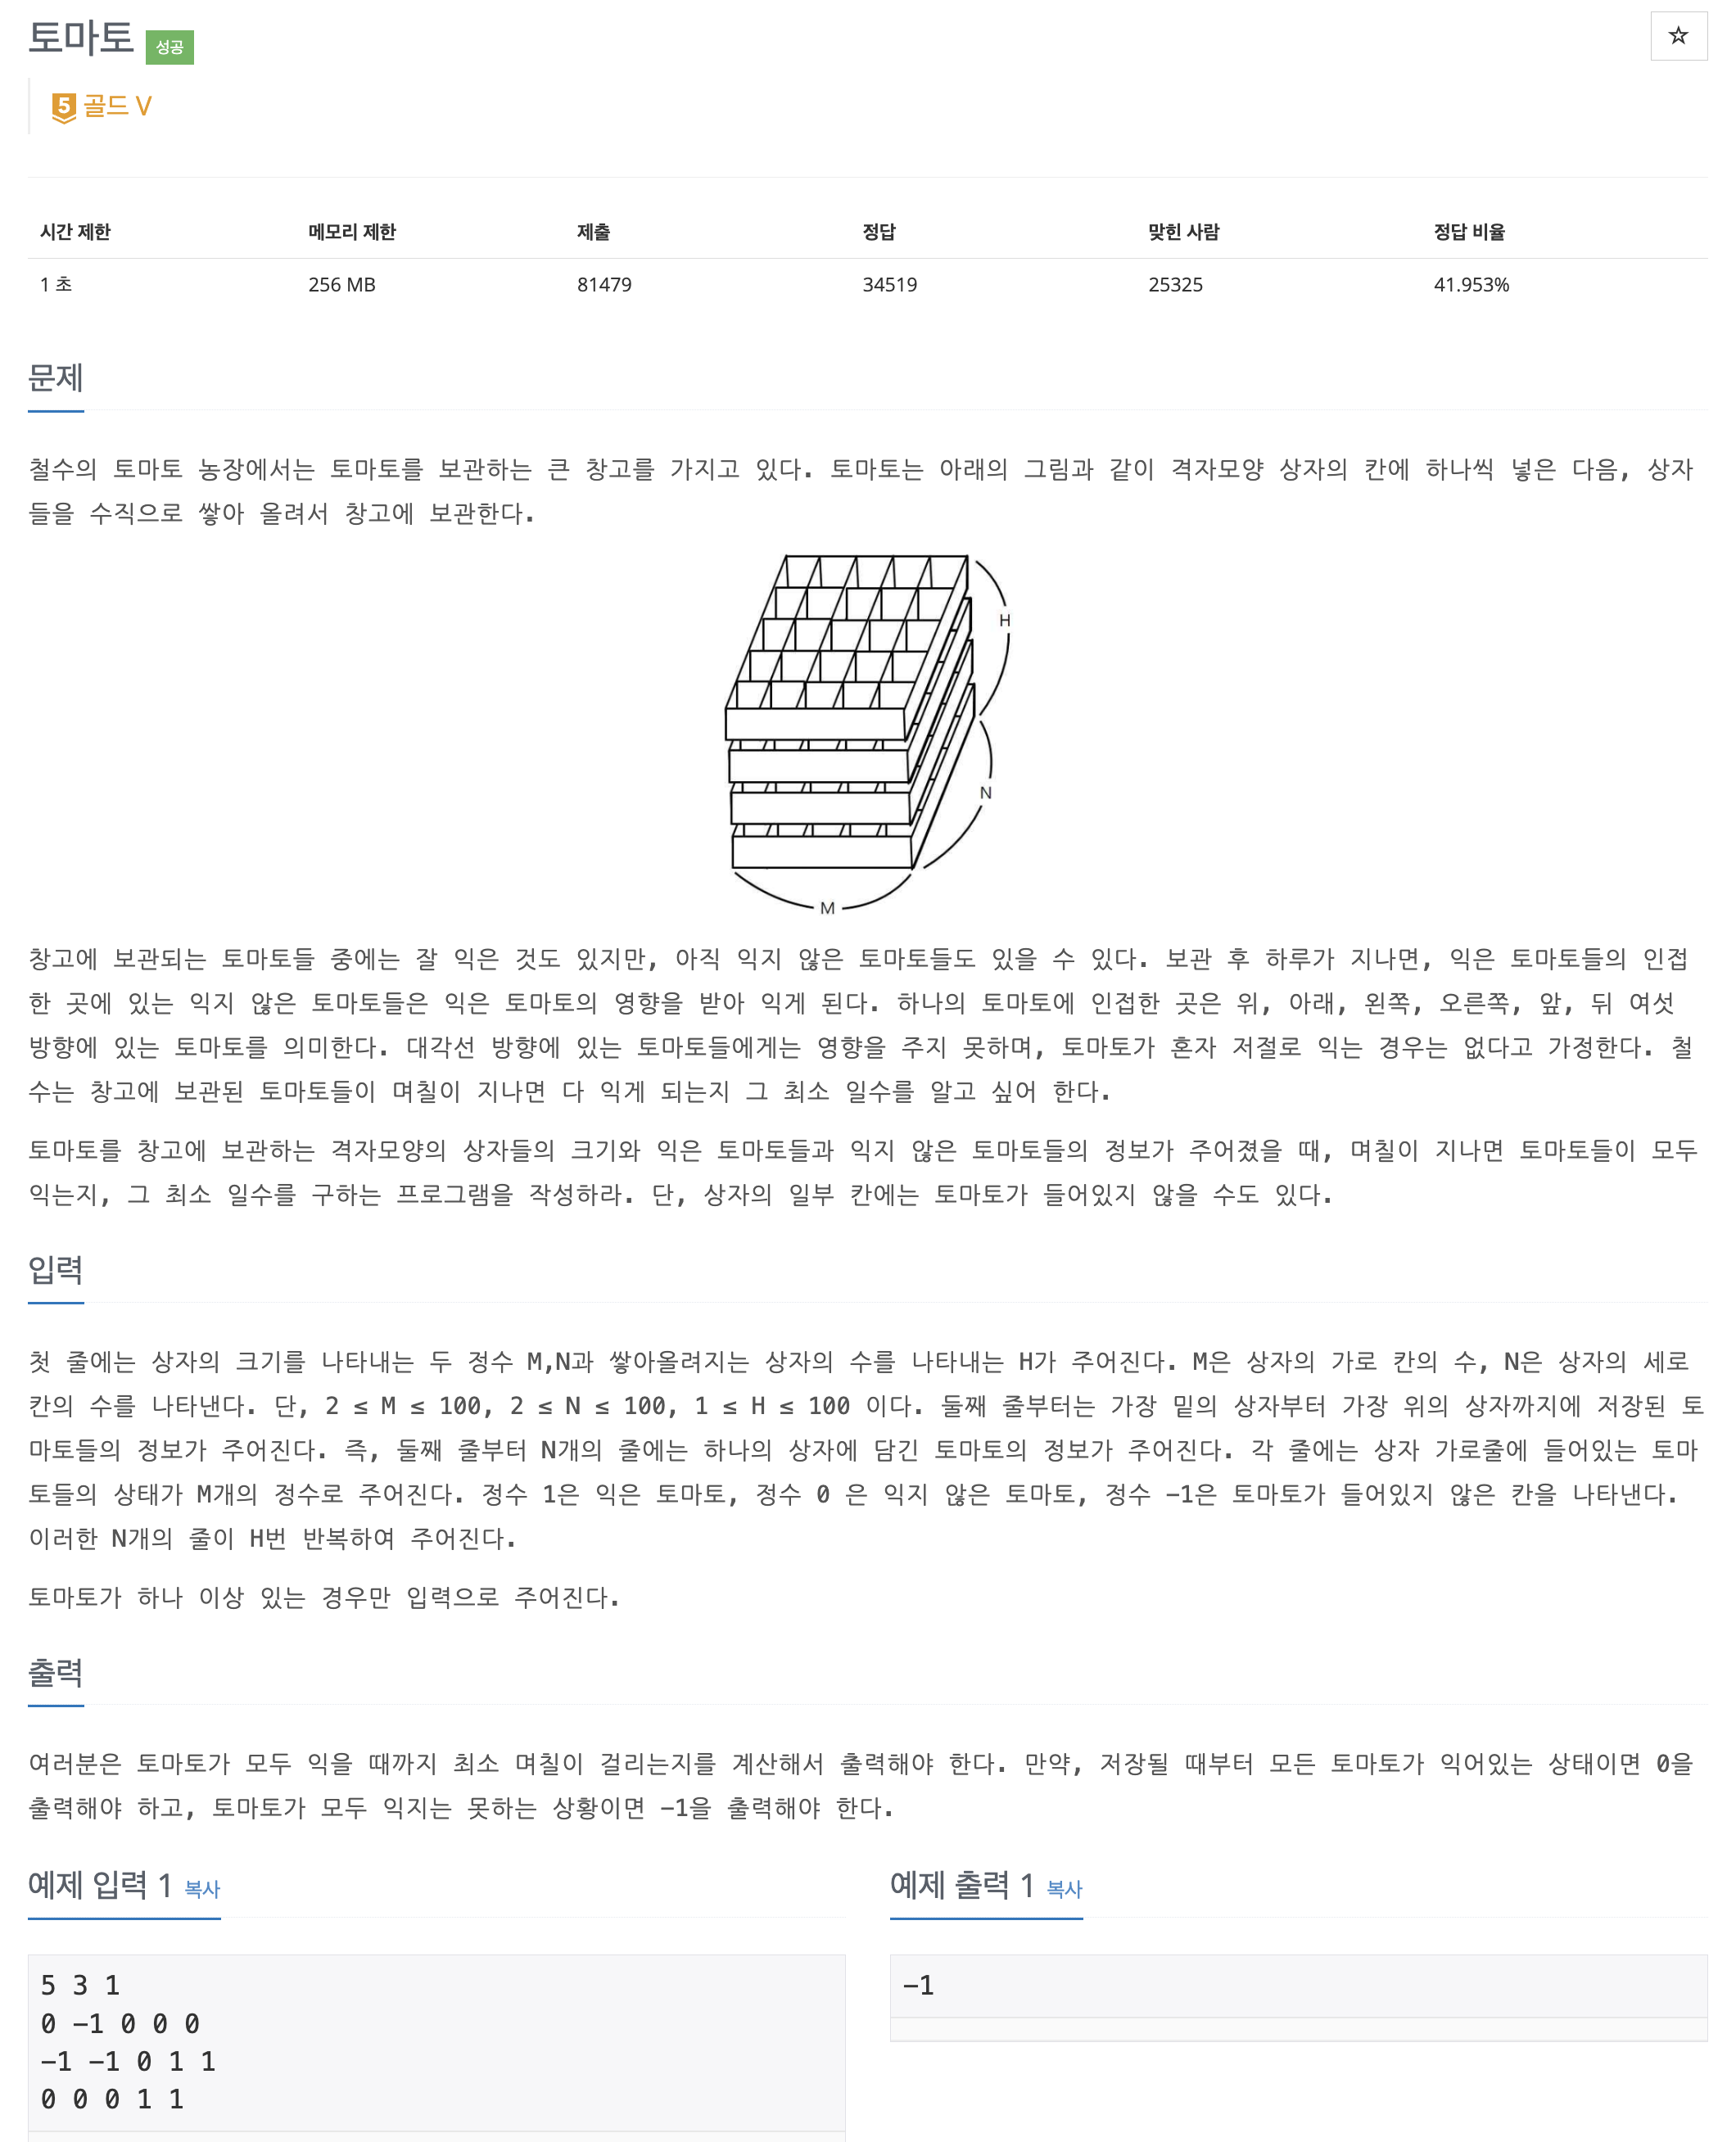 토마토 성공
☆
5 골드 V
시간 제한 메모리 제한 제출 정답 맞힌 사람 정답 비율
1 초 256 MB 81479 34519 25325 41.953%
문제
철수의 토마토 농장에서는 토마토를 보관하는 큰 창고를 가지고 있다. 토마토는 아래의 그림과 같이 격자모양 상자의 칸에 하나씩 넣은 다음, 상자
들을 수직으로 쌓아 올려서 창고에 보관한다.
H
N
M
창고에 보관되는 토마토들 중에는 잘 익은 것도 있지만, 아직 익지 않은 토마토들도 있을 수 있다. 보관 후 하루가 지나면, 익은 토마토들의 인접
한 곳에 있는 익지 않은 토마토들은 익은 토마토의 영향을 받아 익게 된다. 하나의 토마토에 인접한 곳은 위, 아래, 왼쪽, 오른쪽, 앞, 뒤 여섯
방향에 있는 토마토를 의미한다. 대각선 방향에 있는 토마토들에게는 영향을 주지 못하며, 토마토가 혼자 저절로 익는 경우는 없다고 가정한다. 철
수는 창고에 보관된 토마토들이 며칠이 지나면 다 익게 되는지 그 최소 일수를 알고 싶어 한다.
토마토를 창고에 보관하는 격자모양의 상자들의 크기와 익은 토마토들과 익지 않은 토마토들의 정보가 주어졌을 때, 며칠이 지나면 토마토들이 모두
익는지, 그 최소 일수를 구하는 프로그램을 작성하라. 단, 상자의 일부 칸에는 토마토가 들어있지 않을 수도 있다.
입력
첫 줄에는 상자의 크기를 나타내는 두 정수 M,N과 쌓아올려지는 상자의 수를 나타내는 H가 주어진다. M은 상자의 가로 칸의 수, N은 상자의 세로
칸의 수를 나타낸다. 단, 2 ≤ M ≤ 100, 2 ≤ N ≤ 100, 1 ≤ H ≤ 100 이다. 둘째 줄부터는 가장 밑의 상자부터 가장 위의 상자까지에 저장된 토
마토들의 정보가 주어진다. 즉, 둘째 줄부터 N개의 줄에는 하나의 상자에 담긴 토마토의 정보가 주어진다. 각 줄에는 상자 가로줄에 들어있는 토마
토들의 상태가 M개의 정수로 주어진다. 정수 1은 익은 토마토, 정수 0 은 익지 않은 토마토, 정수 -1은 토마토가 들어있지 않은 칸을 나타낸다.
이러한 N개의 줄이 H번 반복하여 주어진다.
토마토가 하나 이상 있는 경우만 입력으로 주어진다.
출력
여러분은 토마토가 모두 익을 때까지 최소 며칠이 걸리는지를 계산해서 출력해야 한다. 만약, 저장될 때부터 모든 토마토가 익어있는 상태이면 0을
출력해야 하고, 토마토가 모두 익지는 못하는 상황이면 -1을 출력해야 한다.
예제 입력 1 복사
5 3 1
0 -1 0 0 0
-1 -1 0 1 1
0 0 0 1 1
예제 출력 1 복사
-1